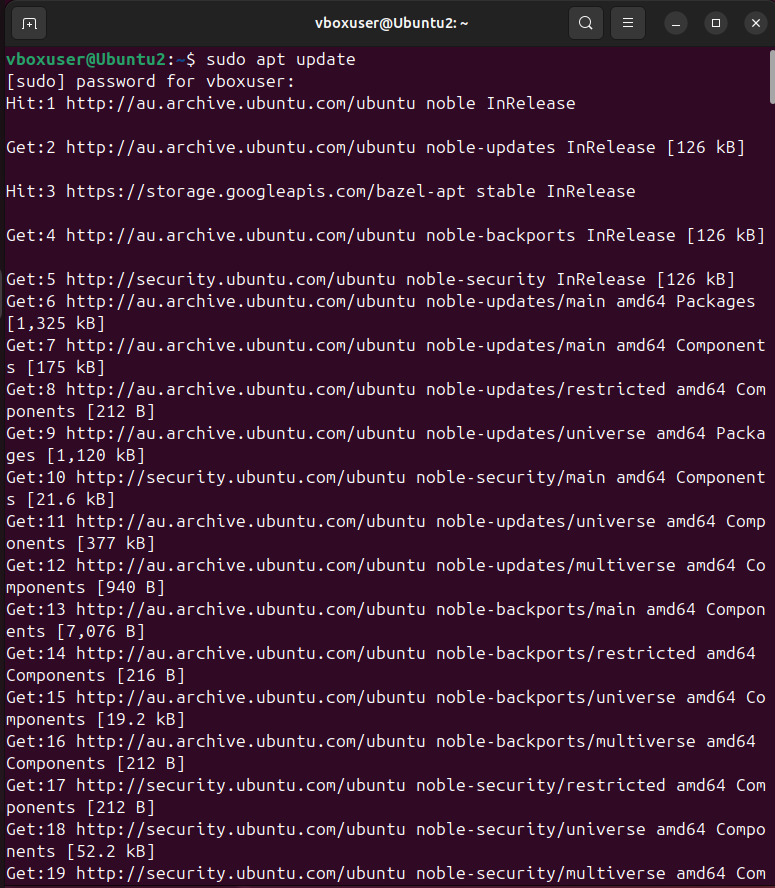 vboxuser@Ubuntu2: ~
vboxuser@Ubuntu2:~$ sudo apt update
[sudo] password for vboxuser:
Hit:1 http://au.archive.ubuntu.com/ubuntu noble InRelease
Get:2 http://au.archive.ubuntu.com/ubuntu noble-updates InRelease [126 kB]
Hit:3 https://storage.googleapis.com/bazel-apt stable InRelease
Get:4 http://au.archive.ubuntu.com/ubuntu noble-backports InRelease [126 kB]
Get:5 http://security.ubuntu.com/ubuntu noble-security InRelease [126 kB]
Get:6 http://au.archive.ubuntu.com/ubuntu noble-updates/main amd64 Packages
[1,325 kB]
Get:7 http://au.archive.ubuntu.com/ubuntu noble-updates/main amd64 Component
s [175 kB]
Get:8 http://au.archive.ubuntu.com/ubuntu noble-updates/restricted amd64 Com
ponents [212 B]
Get:9 http://au.archive.ubuntu.com/ubuntu noble-updates/universe amd64 Packa
ges [1,120 kB]
Get:10 http://security.ubuntu.com/ubuntu noble-security/main amd64 Component
s [21.6 kB]
Get:11 http://au.archive.ubuntu.com/ubuntu noble-updates/universe amd64 Comp
onents [377 kB]
Get:12 http://au.archive.ubuntu.com/ubuntu noble-updates/multiverse amd64 Co
mponents [940 B]
Get:13 http://au.archive.ubuntu.com/ubuntu noble-backports/main amd64 Compon
ents [7,076 B]
Get:14 http://au.archive.ubuntu.com/ubuntu noble-backports/restricted amd64
Components [216 B]
Get:15 http://au.archive.ubuntu.com/ubuntu noble-backports/universe amd64 Co
mponents [19.2 kB]
Get:16 http://au.archive.ubuntu.com/ubuntu noble-backports/multiverse amd64
Components [212 B]
Get:17 http://security.ubuntu.com/ubuntu noble-security/restricted amd64 Com
ponents [212 B]
Get:18 http://security.ubuntu.com/ubuntu noble-security/universe amd64 Compo
nents [52.2 kB]
Get:19 http://security.ubuntu.com/ubuntu noble-security/multiverse amd64 Com